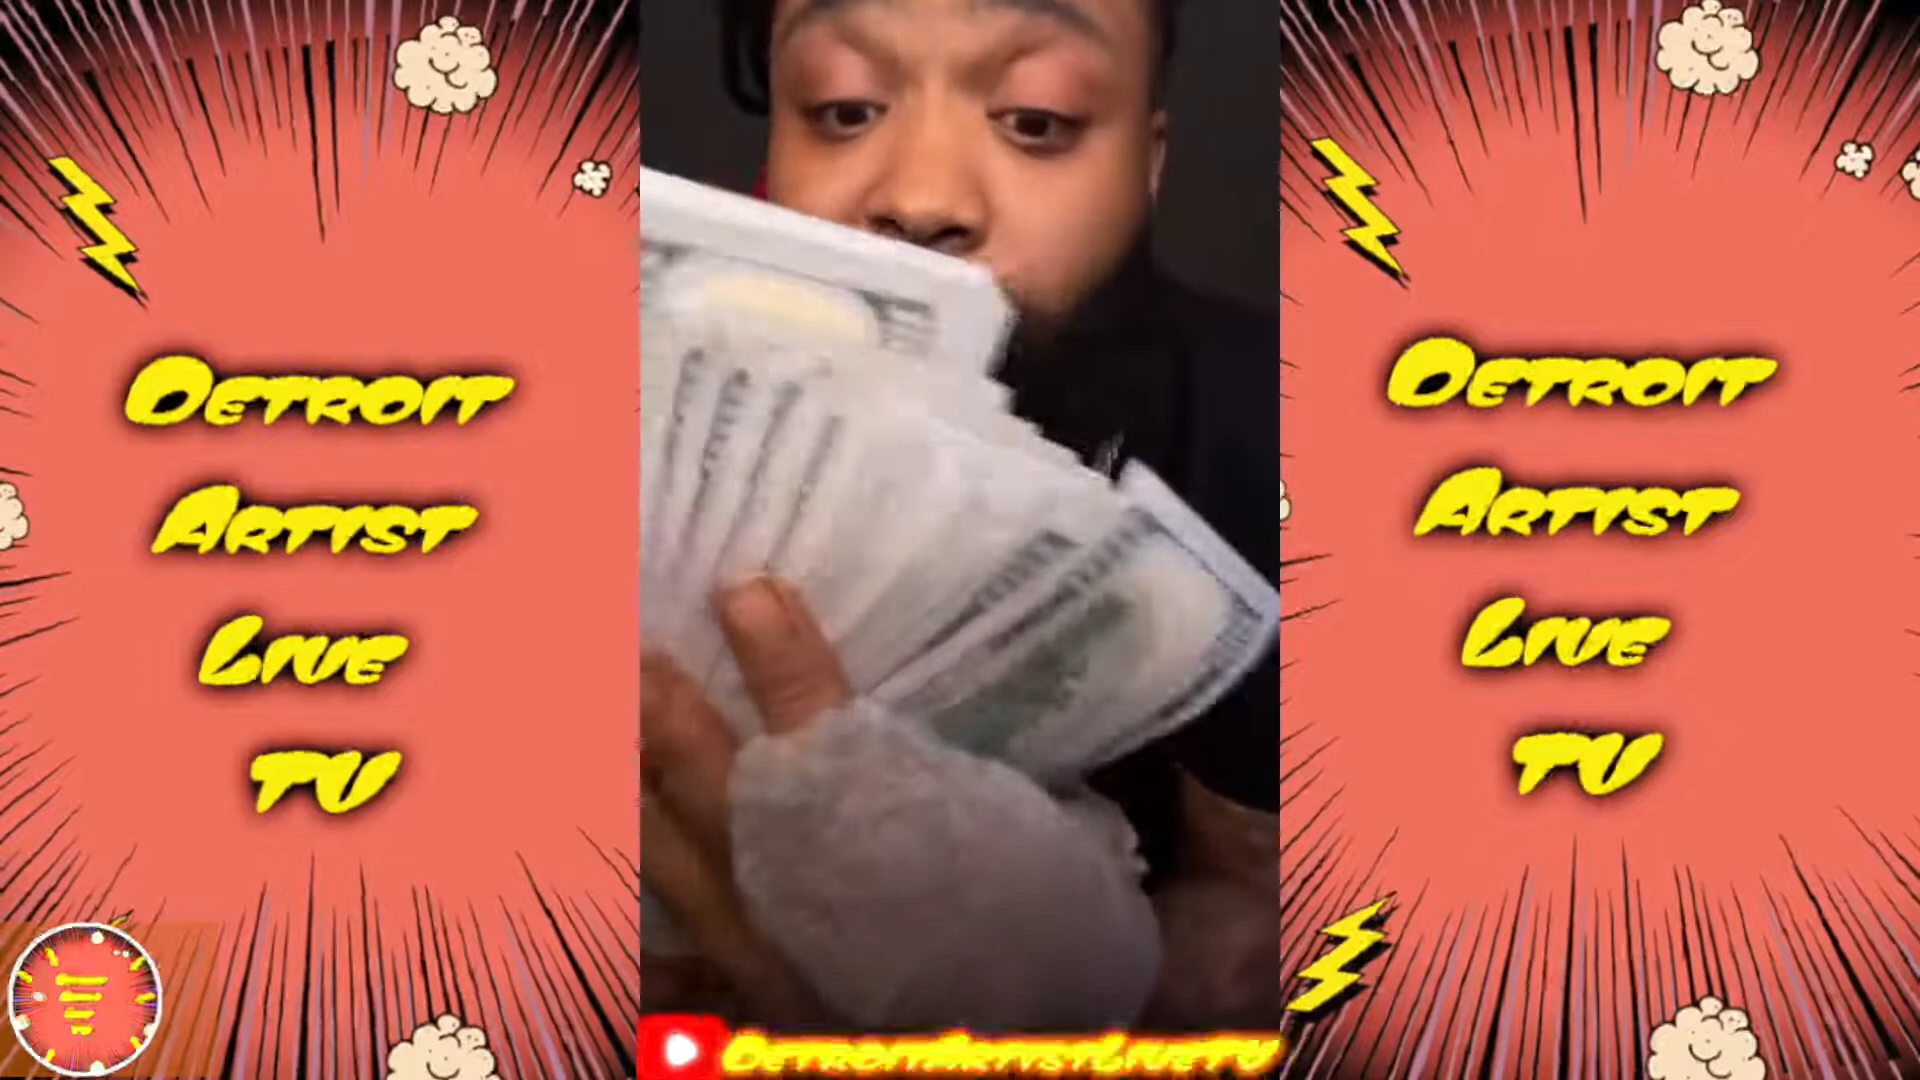 Detroit
Artist
Live
TV
Detroit
Artist
Live
TV
DetroitArtistLiveTV